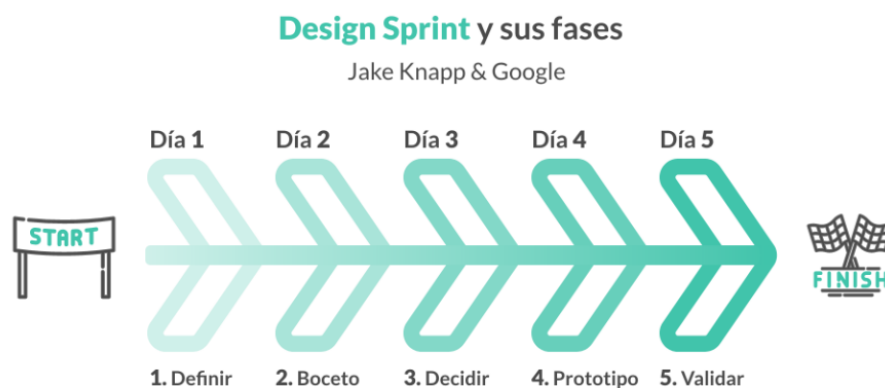 Design Sprint y sus fases
Jake Knapp & Google
Día 1
Día 2
Día 3
Día 4
Día 5
START
FINISH
1. Definir
2. Boceto
3. Decidir
4. Prototipo
5. Validar